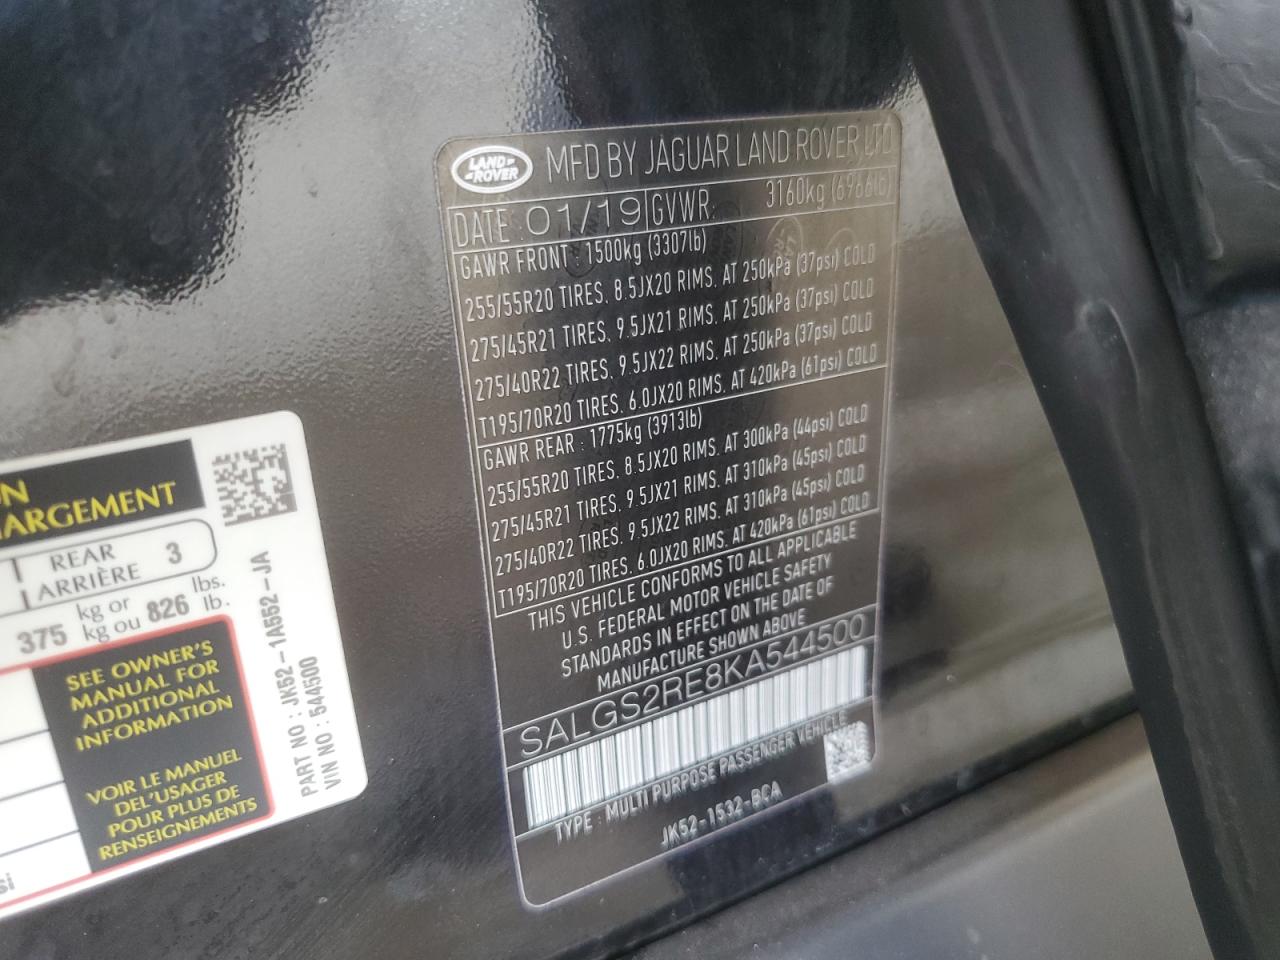 LAND ROVER
MFD BY JAGUAR LAND ROVER LTD
DATE 01/19 GVWR: 3160kg (6966lb)
GAWR FRONT : 1500kg (3307lb)
255/55R20 TIRES, 8.5JX20 RIMS, AT 250kPa (37psi) COLD
275/45R21 TIRES, 9.5JX21 RIMS, AT 250kPa (37psi) COLD
275/40R22 TIRES, 9.5JX22 RIMS, AT 250kPa (37psi) COLD
T195/70R20 TIRES, 6.0JX20 RIMS, AT 420kPa (61psi) COLD
GAWR REAR : 1775kg (3913lb)
255/55R20 TIRES, 8.5JX20 RIMS, AT 300kPa (44psi) COLD
275/45R21 TIRES, 9.5JX21 RIMS, AT 310kPa (45psi) COLD
275/40R22 TIRES, 9.5JX22 RIMS, AT 310kPa (45psi) COLD
T195/70R20 TIRES, 6.0JX20 RIMS, AT 420kPa (61psi) COLD
THIS VEHICLE CONFORMS TO ALL APPLICABLE
U.S. FEDERAL MOTOR VEHICLE SAFETY
STANDARDS IN EFFECT ON THE DATE OF
MANUFACTURE SHOWN ABOVE
SALGS2RE8KA544500
TYPE : MULTI PURPOSE PASSENGER VEHICLE
JK52-1532-BCA
ON
HARGEMENT
REAR
ARRIÈRE 3
375 kg or 826 lbs.
kg ou lb.
SEE OWNER'S
MANUAL FOR
ADDITIONAL
INFORMATION
VOIR LE MANUEL
DEL'USAGER
POUR PLUS DE
RENSEIGNEMENTS
PART NO : JK52-1A552-JA
VIN NO : 544500